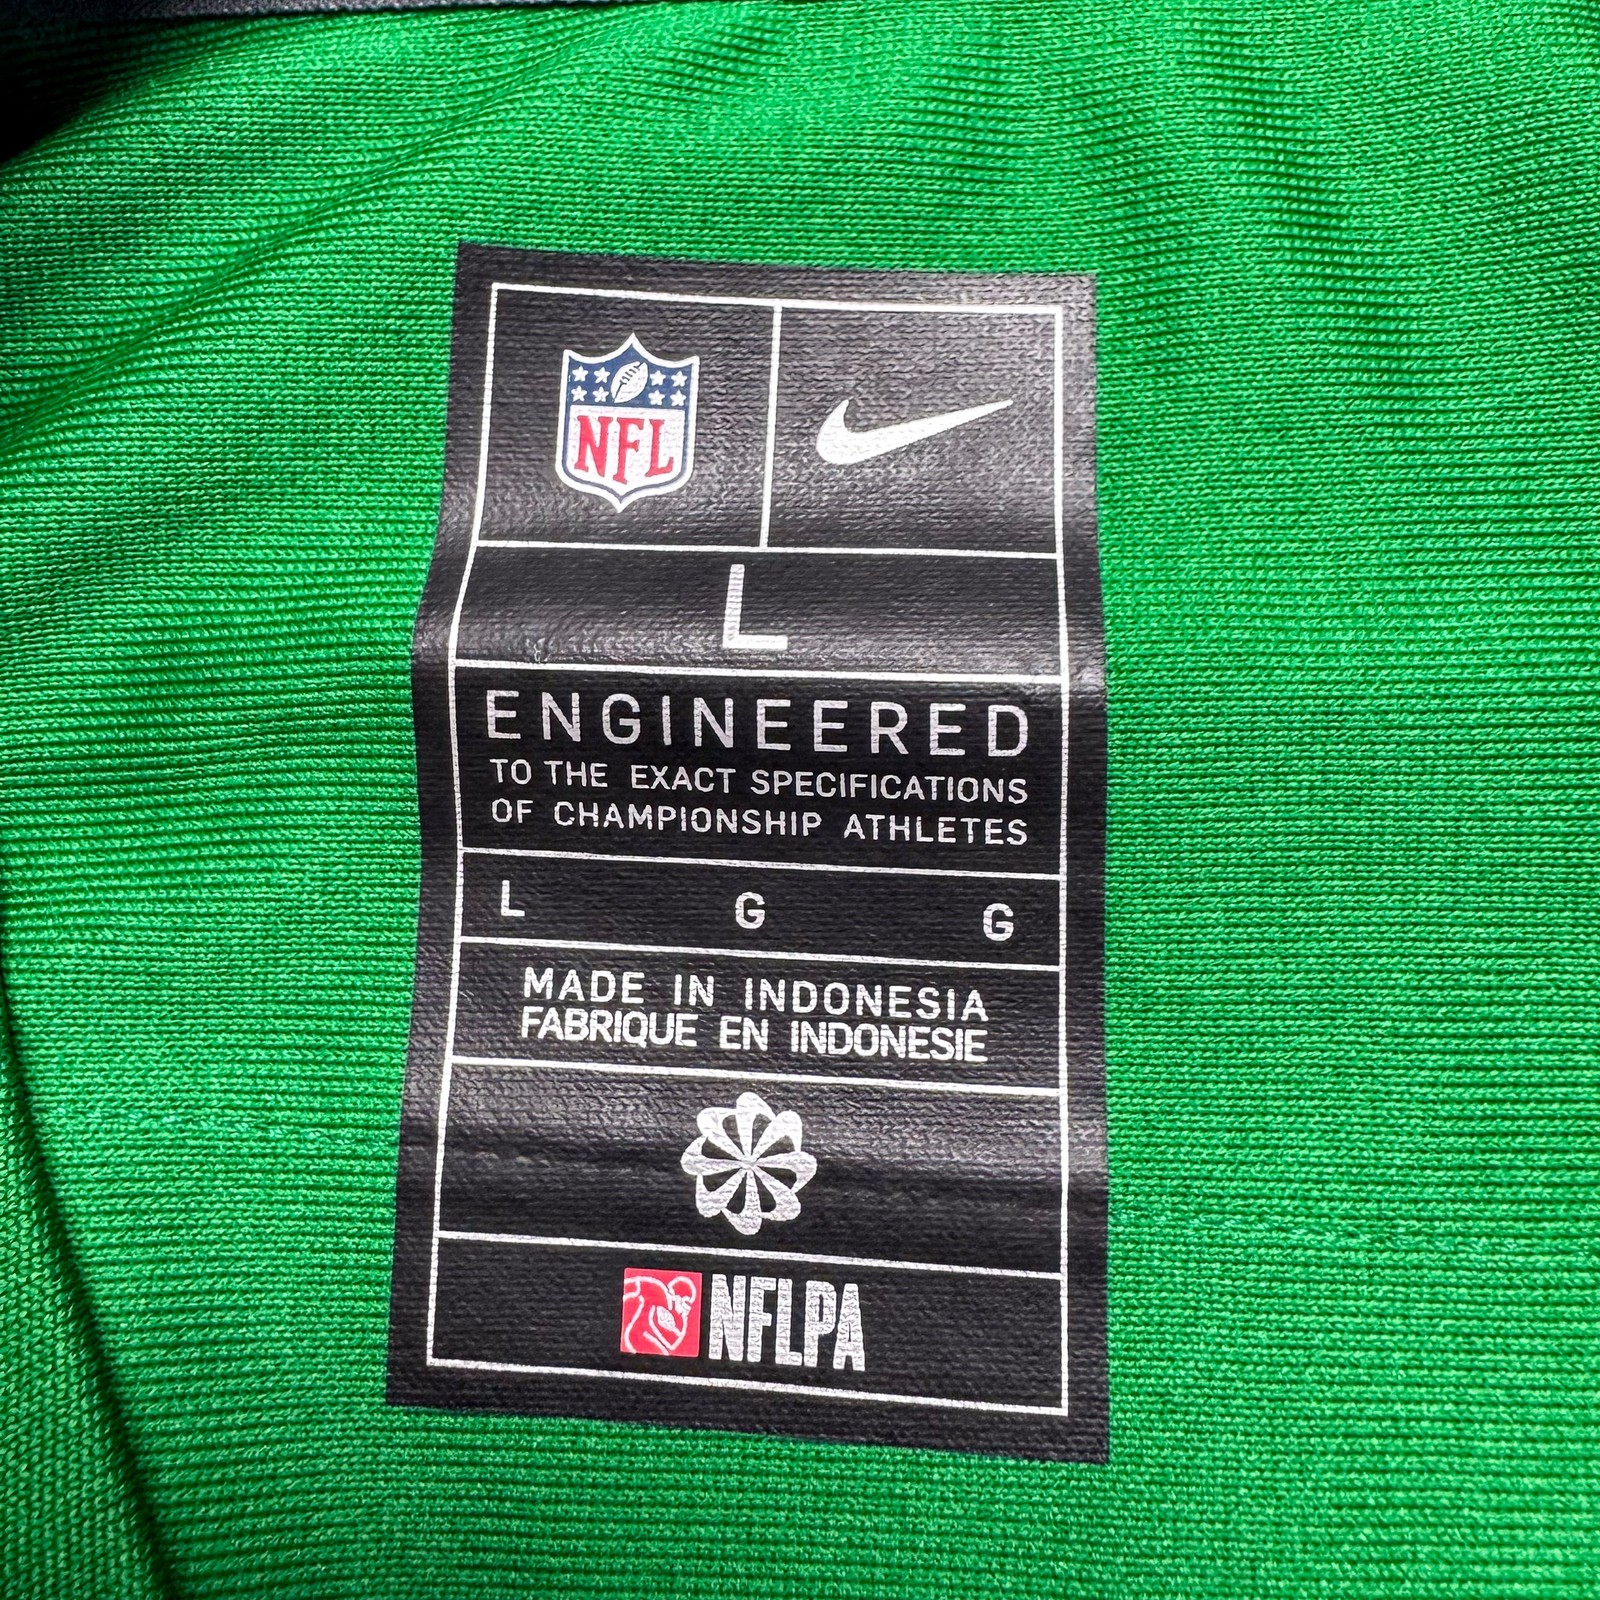 NFL
L
ENGINEERED
TO THE EXACT SPECIFICATIONS
OF CHAMPIONSHIP ATHLETES
L G G
MADE IN INDONESIA
FABRIQUE EN INDONESIE
NFLPA